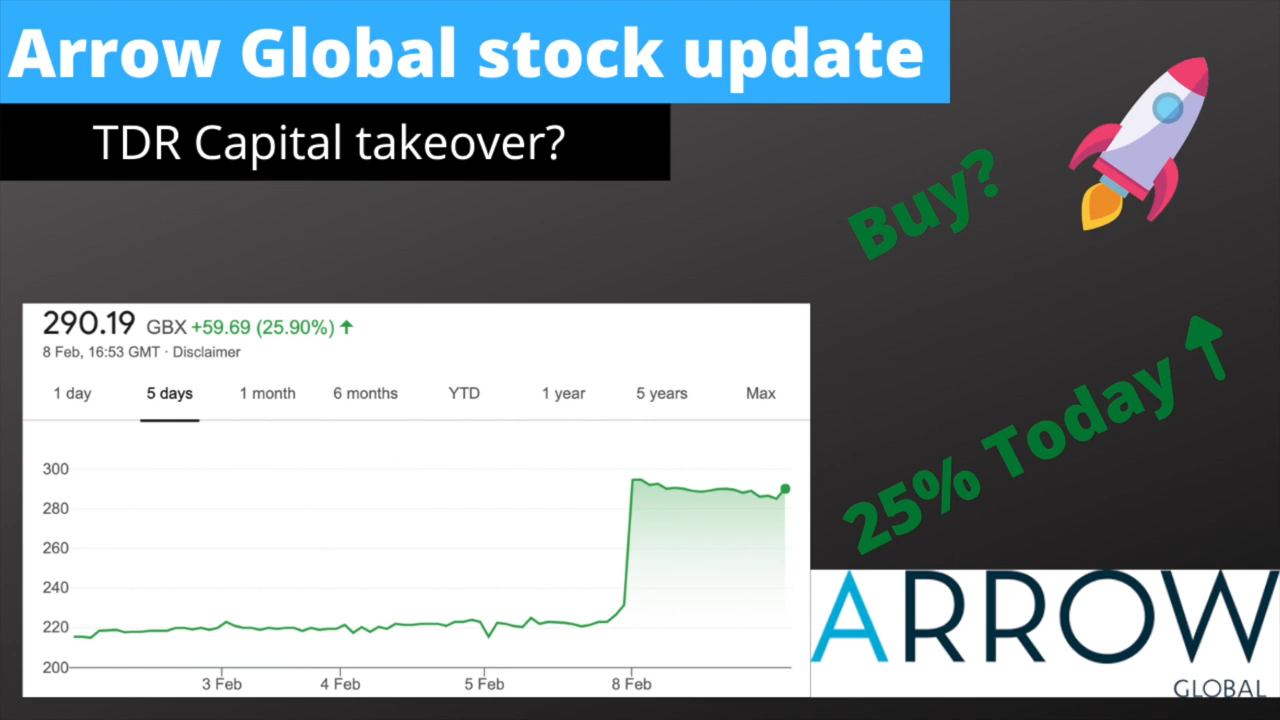 Arrow Global stock update
TDR Capital takeover?
Buy?
290.19 GBX +59.69 (25.90%) ↑
8 Feb, 16:53 GMT · Disclaimer
1 day 5 days 1 month 6 months YTD 1 year 5 years Max
300
280
260
240
220
200
3 Feb 4 Feb 5 Feb 8 Feb
25% Today ↑
ARROW
GLOBAL